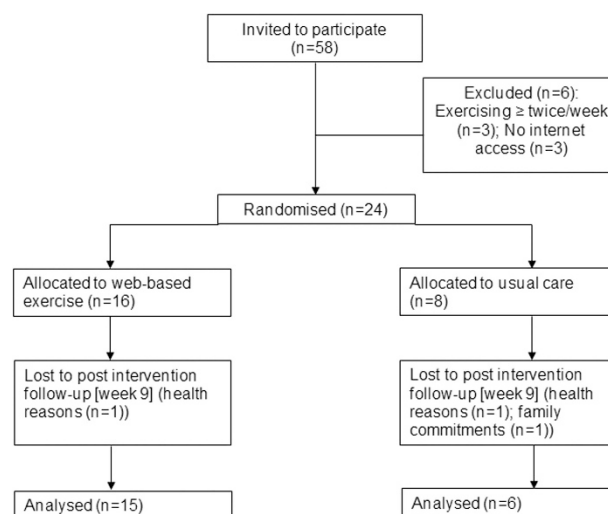 Invited to participate
(n=58)
Excluded (n=6):
Exercising ≥ twice/week
(n=3); No internet
access (n=3)
Randomised (n=24)
Allocated to web-based
exercise (n=16)
Allocated to usual care
(n=8)
Lost to post intervention
follow-up [week 9] (health
reasons (n=1))
Lost to post intervention
follow-up [week 9] (health
reasons (n=1); family
commitments (n=1))
Analysed (n=15)
Analysed (n=6)